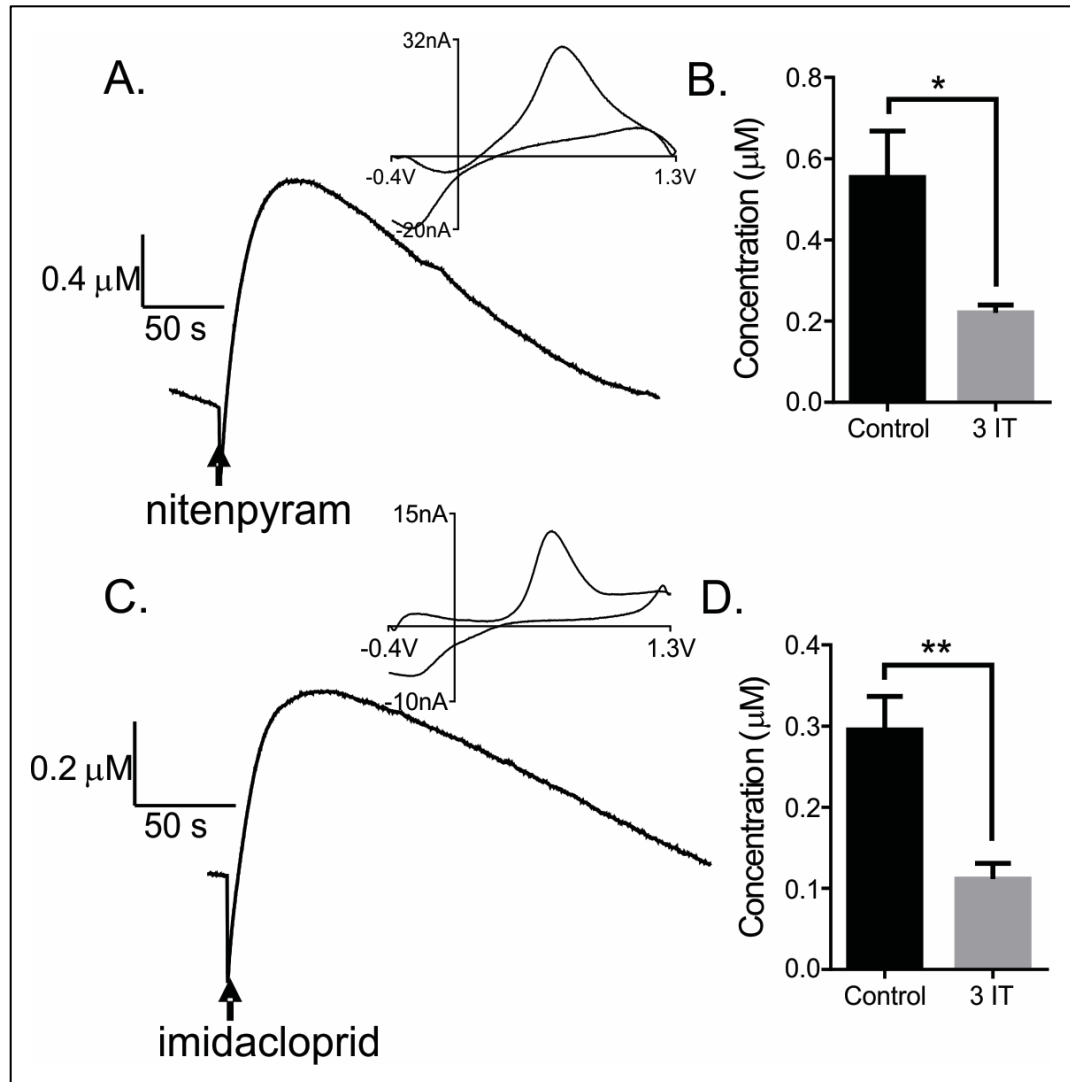 A.
32nA
-0.4V
1.3V
-20nA
0.4 μM
50 s
nitenpyram
B.
*
Concentration (μM)
0.8
0.6
0.4
0.2
0.0
Control
3 IT
C.
15nA
-0.4V
1.3V
-10nA
0.2 μM
50 s
imidacloprid
D.
**
Concentration (μM)
0.4
0.3
0.2
0.1
0.0
Control
3 IT